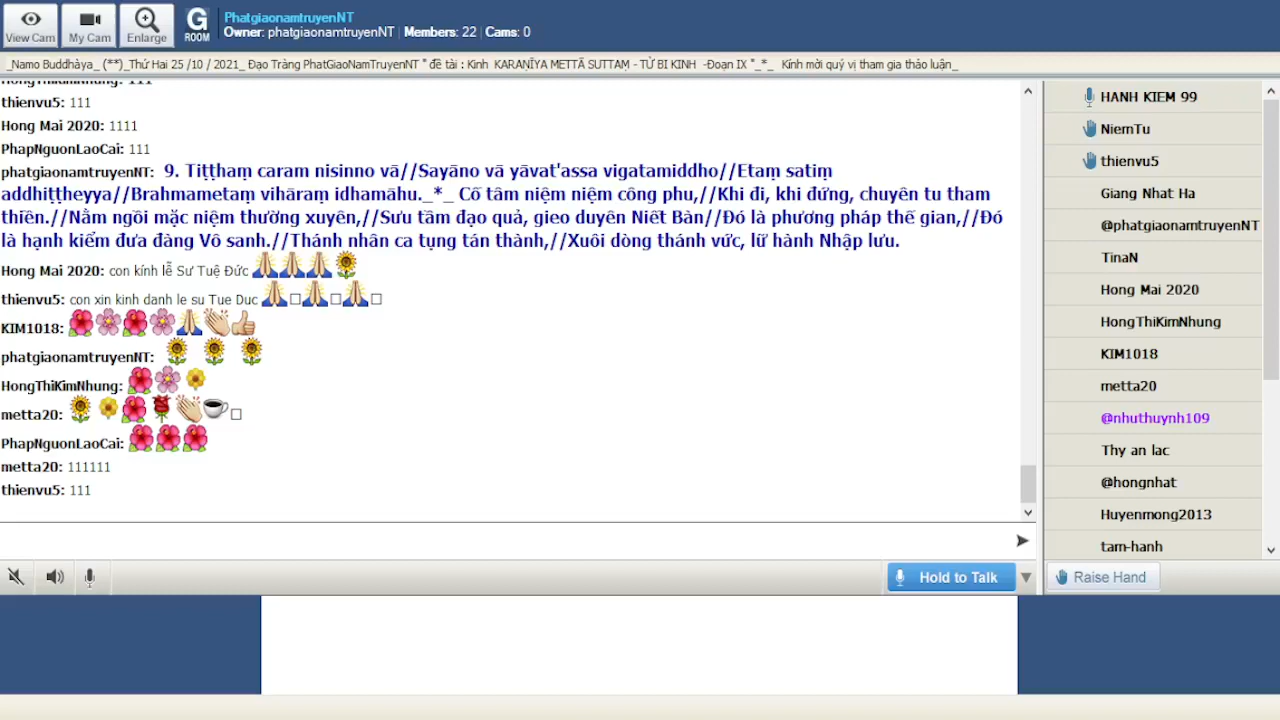 View Cam
My Cam
Enlarge
G
ROOM
PhatgiaonamtruyenNT
Owner: phatgiaonamtruyenNT | Members: 22 | Cams: 0
_Namo Buddhàya_ (**)_Thứ Hai 25 /10 / 2021_ Đạo Tràng PhatGiaoNamTruyenNT " đề tài : Kinh KARAṆĪYA METTĀ SUTTAṂ - TỪ BI KINH -Đoạn IX "_*_ Kính mời quý vị tham gia thảo luận_
HongThiKimNhung: 111
thienvu5: 111
Hong Mai 2020: 1111
PhapNguonLaoCai: 111
phatgiaonamtruyenNT: 9. Tiṭṭhaṃ caram nisinno vā//Sayāno vā yāvat'assa vigatamiddho//Etaṃ satiṃ
addhiṭṭheyya//Brahmametaṃ vihāraṃ idhamāhu._*_ Cố tâm niệm niệm công phu,//Khi đi, khi đứng, chuyên tu tham
thiền.//Nằm ngồi mặc niệm thường xuyên,//Sưu tầm đạo quả, gieo duyên Niết Bàn//Đó là phương pháp thế gian,//Đó
là hạnh kiểm đưa đàng Vô sanh.//Thánh nhân ca tụng tán thành,//Xuôi dòng thánh vức, lữ hành Nhập lưu.
Hong Mai 2020: con kính lễ Sư Tuệ Đức 🙏🙏🙏🌻
thienvu5: con xin kinh danh le su Tue Duc 🙏□🙏□🙏□
KIM1018: 🌺🌸🌺🌸🙏👏👍
phatgiaonamtruyenNT: 🌻 🌻 🌻
HongThiKimNhung: 🌺🌸🌼
metta20: 🌻🌼🌺🌹👏☕□
PhapNguonLaoCai: 🌺🌺🌺
metta20: 111111
thienvu5: 111
Hold to Talk
HANH KIEM 99
NiemTu
thienvu5
Giang Nhat Ha
@phatgiaonamtruyenNT
TinaN
Hong Mai 2020
HongThiKimNhung
KIM1018
metta20
@nhuthuynh109
Thy an lac
@hongnhat
Huyenmong2013
tam-hanh
Raise Hand